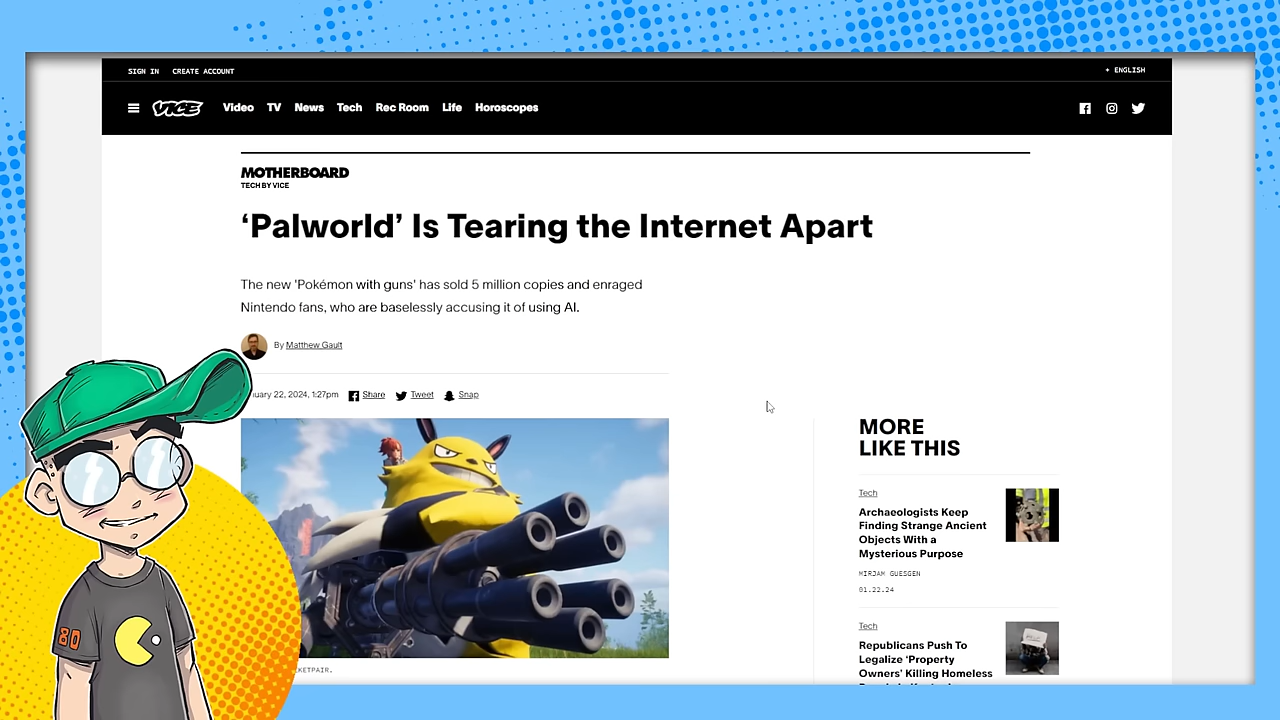 SIGN IN CREATE ACCOUNT
+ ENGLISH
VICE Video TV News Tech Rec Room Life Horoscopes
MOTHERBOARD
TECH BY VICE
‘Palworld’ Is Tearing the Internet Apart
The new 'Pokémon with guns' has sold 5 million copies and enraged
Nintendo fans, who are baselessly accusing it of using AI.
By Matthew Gault
uary 22, 2024, 1:27pm Share Tweet Snap
KETPAIR.
MORE
LIKE THIS
Tech
Archaeologists Keep
Finding Strange Ancient
Objects With a
Mysterious Purpose
MIRJAM GUESGEN
01.22.24
Tech
Republicans Push To
Legalize ‘Property
Owners’ Killing Homeless
80